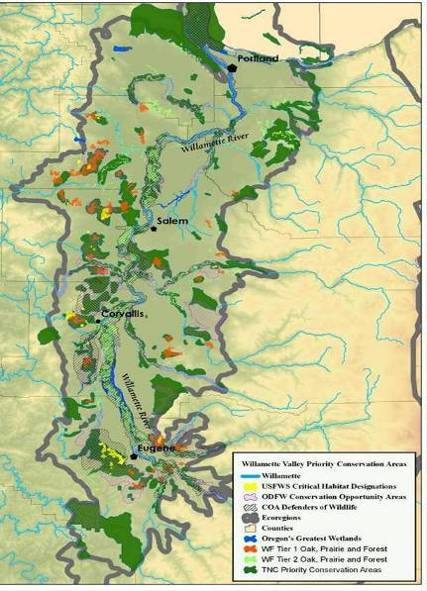 Portland
Willamette River
Salem
Corvallis
Willamette River
Eugene
Willamette Valley Priority Conservation Areas
Willamette
USFWS Critical Habitat Designations
ODFW Conservation Opportunity Areas
COA Defenders of Wildlife
Ecoregions
Counties
Oregon's Greatest Wetlands
WF Tier 1 Oak, Prairie and Forest
WF Tier 2 Oak, Prairie and Forest
TNC Priority Conservation Areas